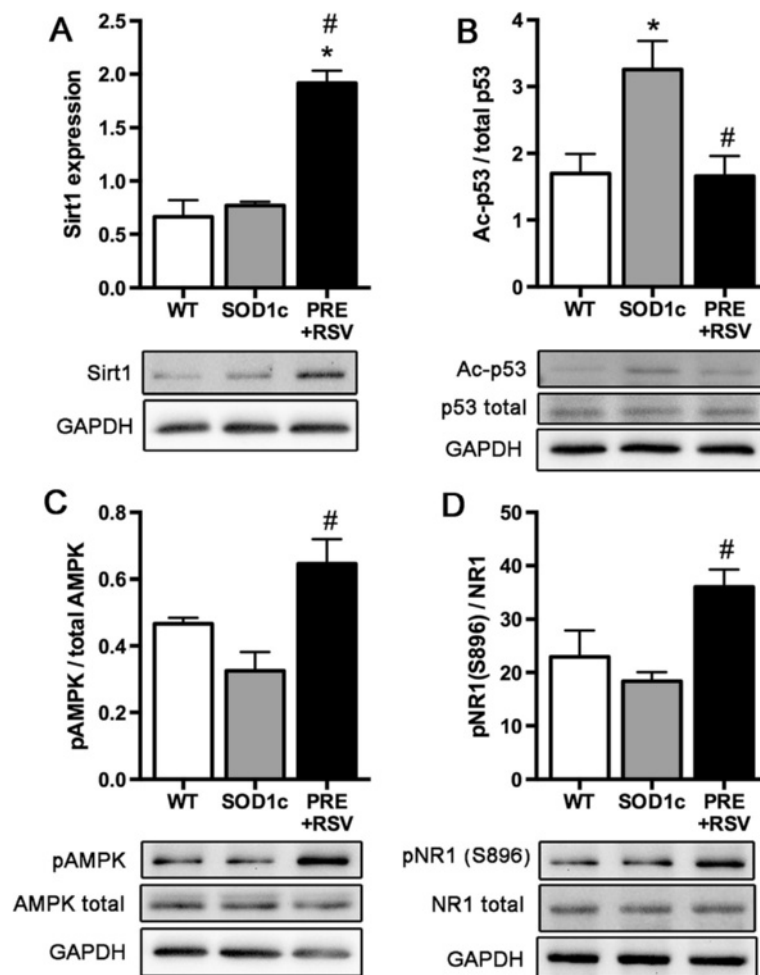 A
Sirt1 expression
2.5
2.0
1.5
1.0
0.5
0.0
#
*
WT SOD1c PRE
+RSV
Sirt1
GAPDH
B
Ac-p53 / total p53
4
3
2
1
0
*
#
WT SOD1c PRE
+RSV
Ac-p53
p53 total
GAPDH
C
pAMPK / total AMPK
0.8
0.6
0.4
0.2
0.0
#
WT SOD1c PRE
+RSV
pAMPK
AMPK total
GAPDH
D
pNR1(S896) / NR1
50
40
30
20
10
0
#
WT SOD1c PRE
+RSV
pNR1 (S896)
NR1 total
GAPDH